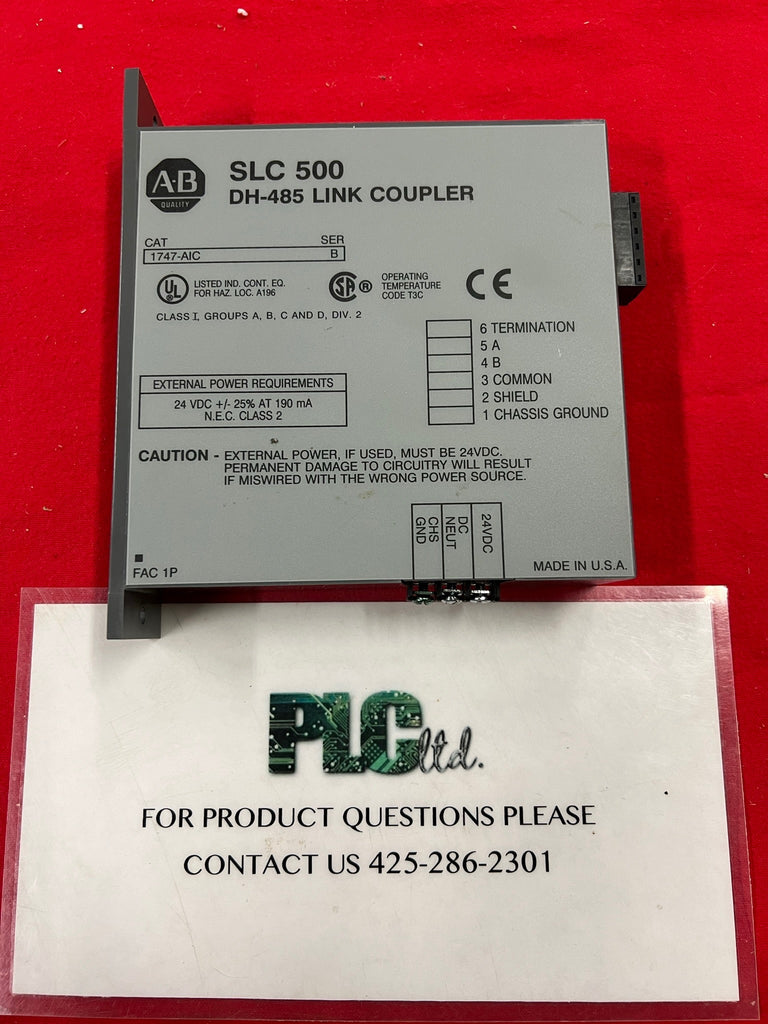 A·B
QUALITY
SLC 500
DH-485 LINK COUPLER
CAT SER
1747-AIC B
UL LISTED IND. CONT. EQ.
FOR HAZ. LOC. A196
SA ® OPERATING
TEMPERATURE
CODE T3C
CE
CLASS I, GROUPS A, B, C AND D, DIV. 2
6 TERMINATION
5 A
4 B
3 COMMON
2 SHIELD
1 CHASSIS GROUND
EXTERNAL POWER REQUIREMENTS
24 VDC +/- 25% AT 190 mA
N.E.C. CLASS 2
CAUTION - EXTERNAL POWER, IF USED, MUST BE 24VDC.
PERMANENT DAMAGE TO CIRCUITRY WILL RESULT
IF MISWIRED WITH THE WRONG POWER SOURCE.
CHS
GND
DC
NEUT
24VDC
FAC 1P
MADE IN U.S.A.
PLC ltd.
FOR PRODUCT QUESTIONS PLEASE
CONTACT US 425-286-2301